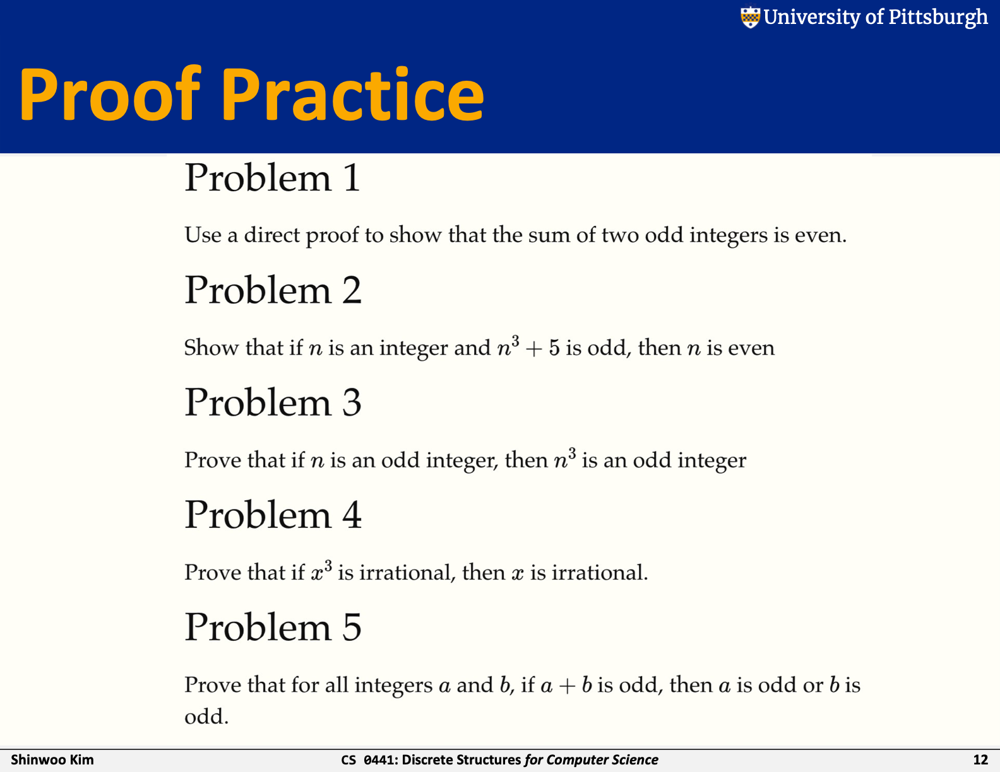 University of Pittsburgh
Proof Practice
Problem 1
Use a direct proof to show that the sum of two odd integers is even.
Problem 2
Show that if n is an integer and n³ + 5 is odd, then n is even
Problem 3
Prove that if n is an odd integer, then n³ is an odd integer
Problem 4
Prove that if x³ is irrational, then x is irrational.
Problem 5
Prove that for all integers a and b, if a + b is odd, then a is odd or b is
odd.
Shinwoo Kim
CS 0441: Discrete Structures for Computer Science
12